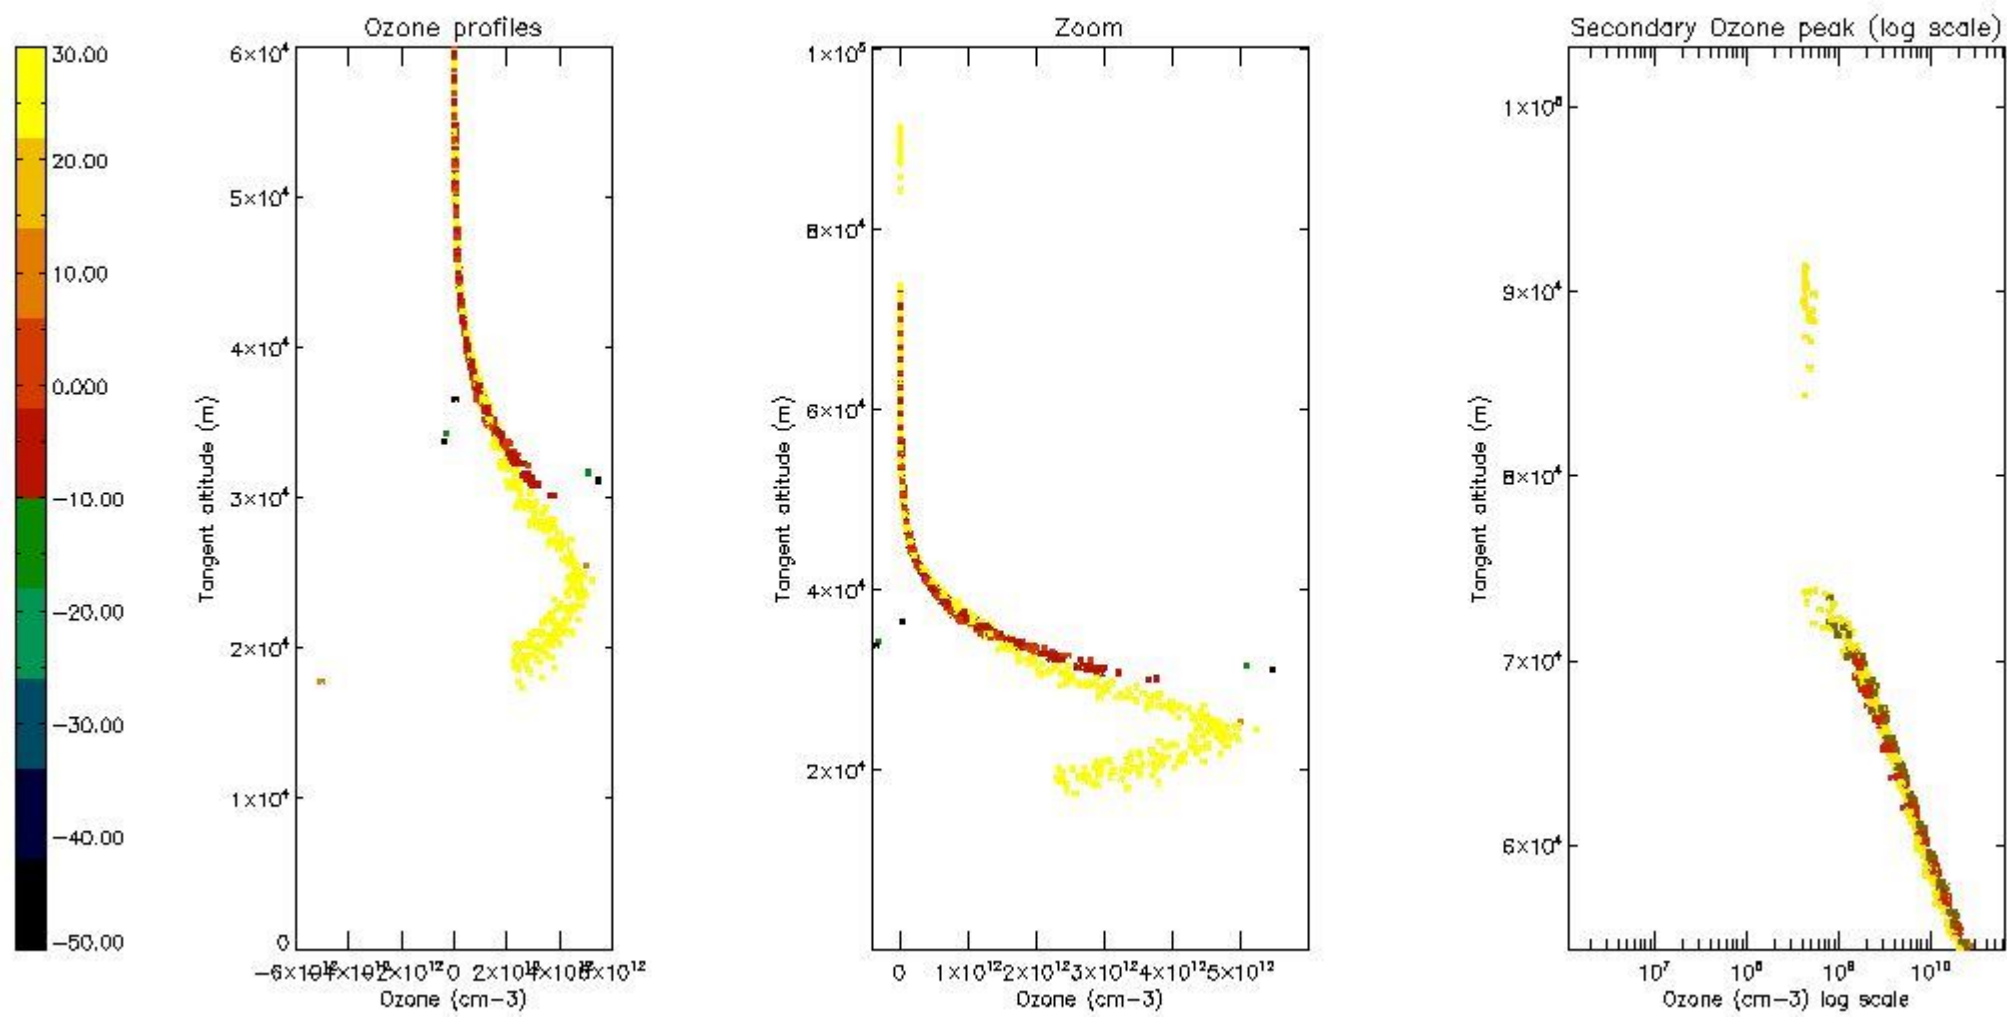 Ozone profiles
Zoom
Secondary Ozone peak (log scale)
30.00
20.00
10.00
0.000
−10.00
−20.00
−30.00
−40.00
−50.00
6×10⁴
5×10⁴
4×10⁴
3×10⁴
2×10⁴
1×10⁴
0
Tangent altitude (m)
0
Ozone (cm−3)
1×10⁵
8×10⁴
6×10⁴
4×10⁴
2×10⁴
Tangent altitude (m)
0 1×10¹² 2×10¹² 3×10¹² 4×10¹² 5×10¹²
Ozone (cm−3)
9×10⁴
8×10⁴
7×10⁴
6×10⁴
Tangent altitude (m)
10⁷ 10⁸ 10⁹ 10¹⁰
Ozone (cm−3) log scale